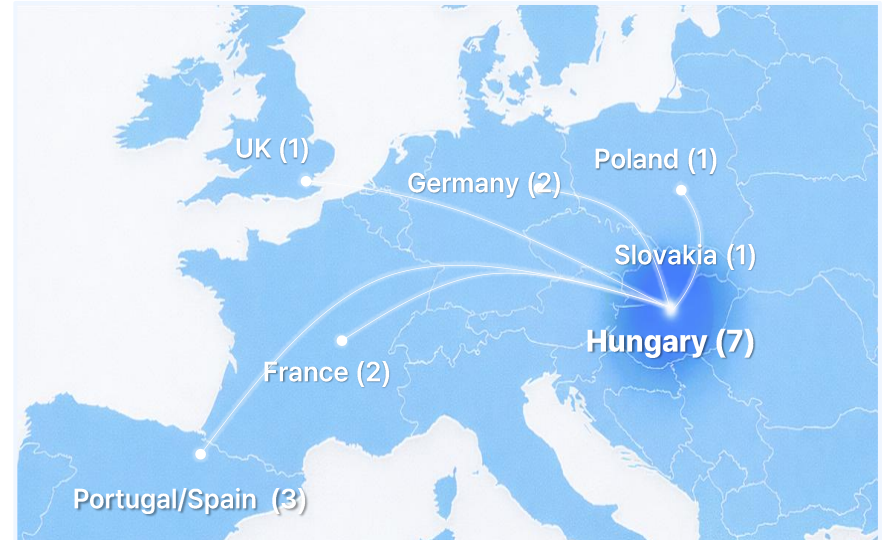 UK (1)
Poland (1)
Germany (2)
Slovakia (1)
Hungary (7)
France (2)
Portugal/Spain (3)